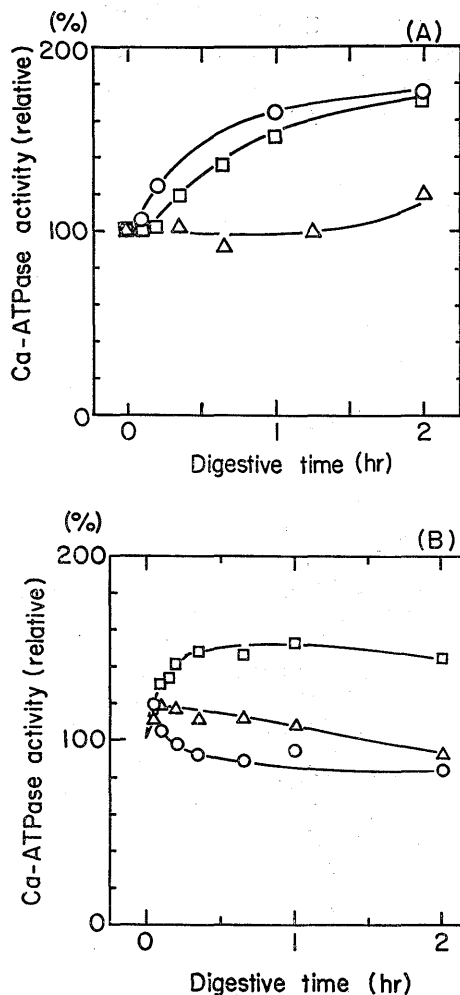 (%)
(A)
200
100
0
Ca-ATPase activity (relative)
0 1 2
Digestive time (hr)
(%)
(B)
200
100
0
Ca-ATPase activity (relative)
0 1 2
Digestive time (hr)